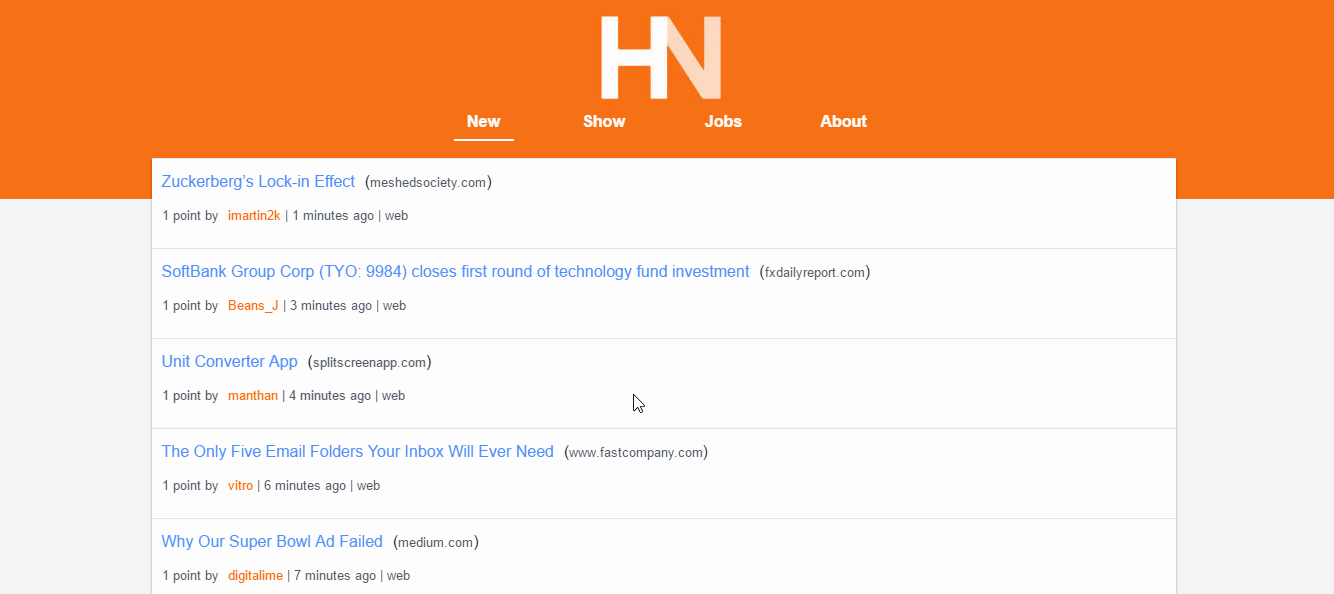 HN
New Show Jobs About
Zuckerberg’s Lock-in Effect (meshedsociety.com)
1 point by imartin2k | 1 minutes ago | web
SoftBank Group Corp (TYO: 9984) closes first round of technology fund investment (fxdailyreport.com)
1 point by Beans_J | 3 minutes ago | web
Unit Converter App (splitscreenapp.com)
1 point by manthan | 4 minutes ago | web
The Only Five Email Folders Your Inbox Will Ever Need (www.fastcompany.com)
1 point by vitro | 6 minutes ago | web
Why Our Super Bowl Ad Failed (medium.com)
1 point by digitalime | 7 minutes ago | web